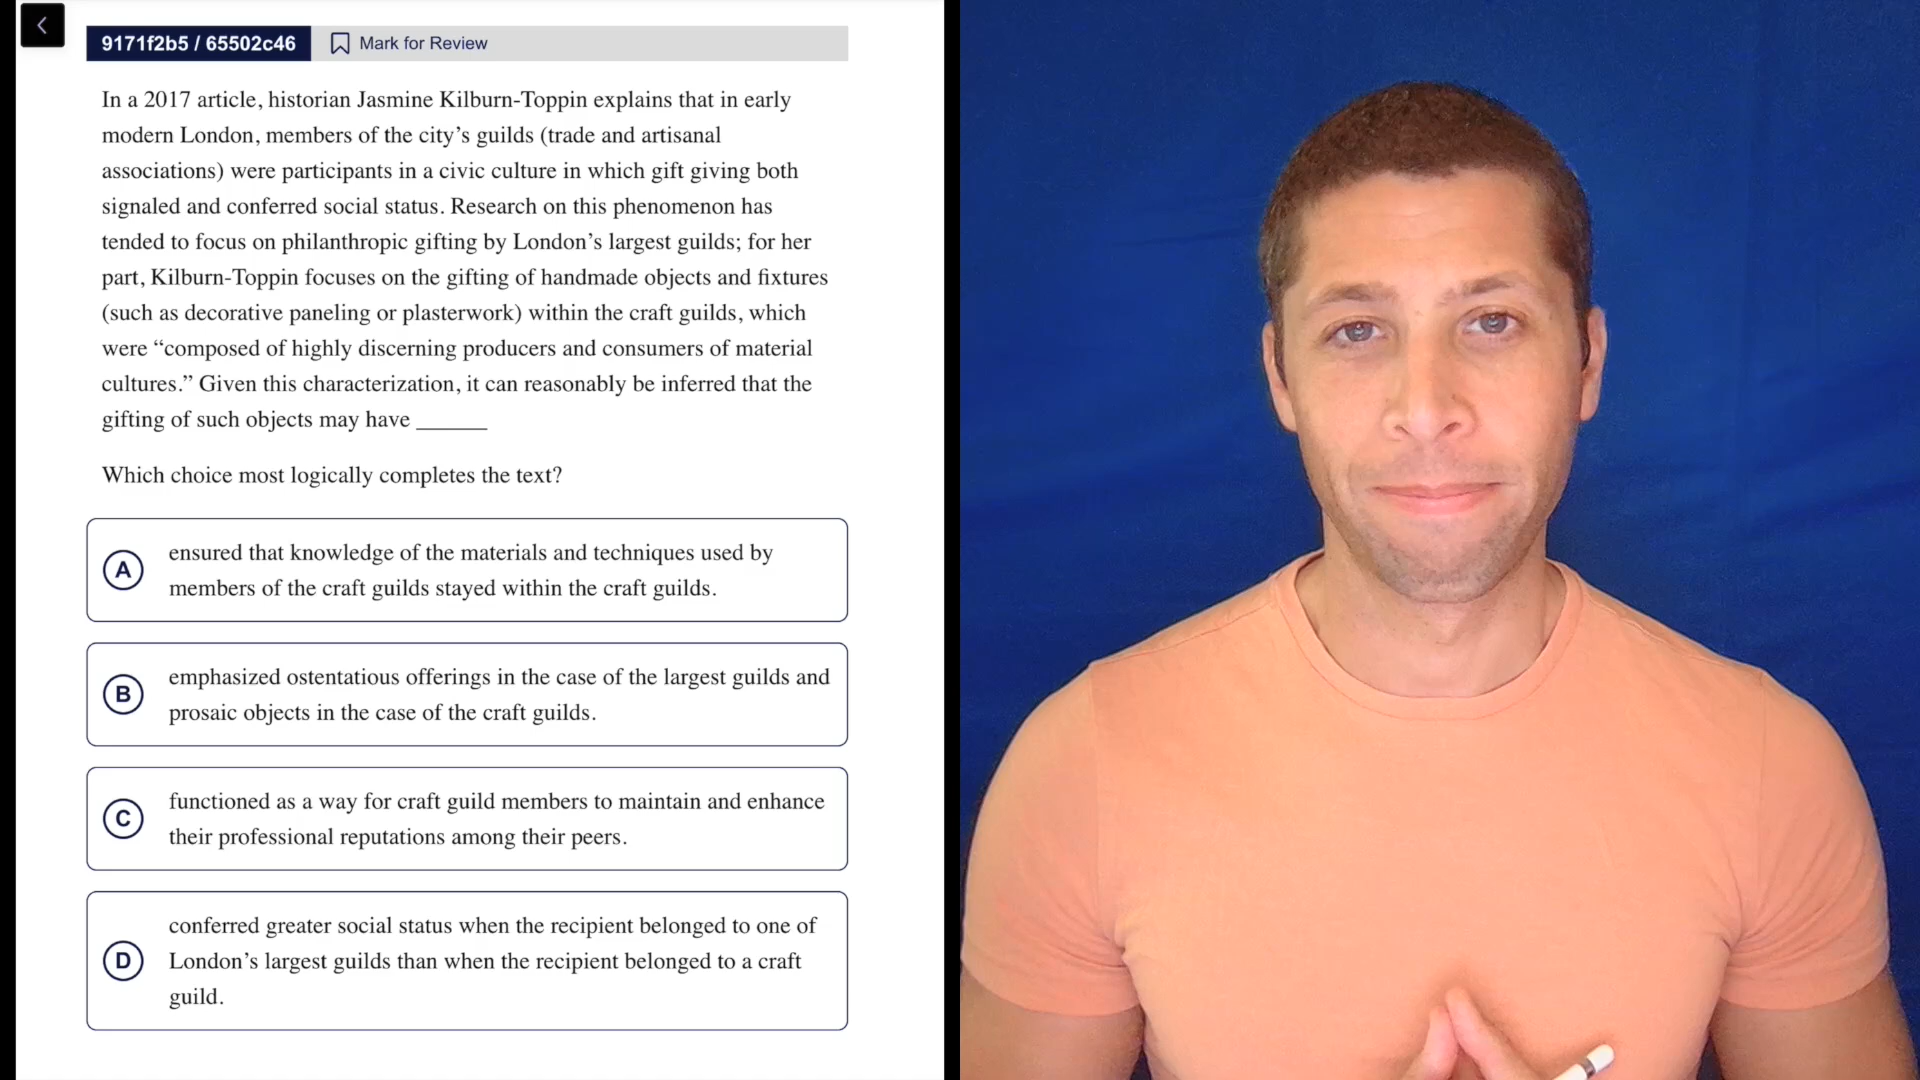 9171f2b5 / 65502c46 Mark for Review
In a 2017 article, historian Jasmine Kilburn-Toppin explains that in early
modern London, members of the city’s guilds (trade and artisanal
associations) were participants in a civic culture in which gift giving both
signaled and conferred social status. Research on this phenomenon has
tended to focus on philanthropic gifting by London’s largest guilds; for her
part, Kilburn-Toppin focuses on the gifting of handmade objects and fixtures
(such as decorative paneling or plasterwork) within the craft guilds, which
were “composed of highly discerning producers and consumers of material
cultures.” Given this characterization, it can reasonably be inferred that the
gifting of such objects may have ______
Which choice most logically completes the text?
A ensured that knowledge of the materials and techniques used by
members of the craft guilds stayed within the craft guilds.
B emphasized ostentatious offerings in the case of the largest guilds and
prosaic objects in the case of the craft guilds.
C functioned as a way for craft guild members to maintain and enhance
their professional reputations among their peers.
D conferred greater social status when the recipient belonged to one of
London’s largest guilds than when the recipient belonged to a craft
guild.